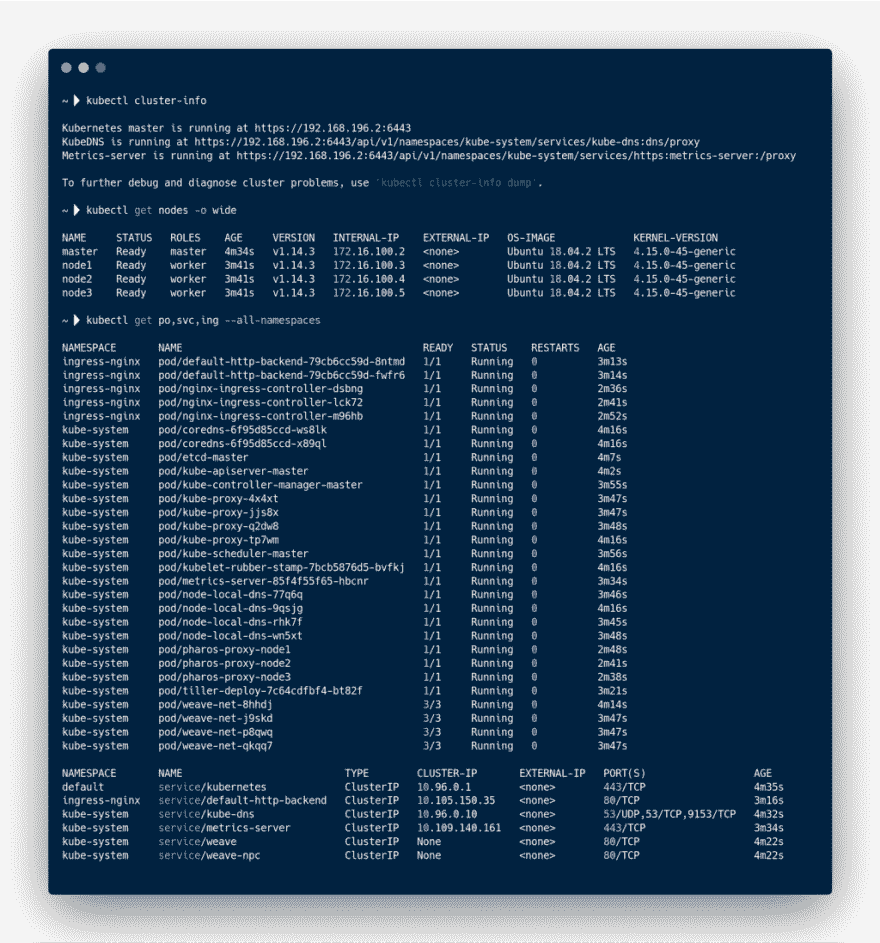 ~ ❯ kubectl cluster-info
Kubernetes master is running at https://192.168.196.2:6443
KubeDNS is running at https://192.168.196.2:6443/api/v1/namespaces/kube-system/services/kube-dns:dns/proxy
Metrics-server is running at https://192.168.196.2:6443/api/v1/namespaces/kube-system/services/https:metrics-server:/proxy
To further debug and diagnose cluster problems, use `kubectl cluster-info dump`.
~ ❯ kubectl get nodes -o wide
NAME STATUS ROLES AGE VERSION INTERNAL-IP EXTERNAL-IP OS-IMAGE KERNEL-VERSION
master Ready master 4m34s v1.14.3 172.16.100.2 <none> Ubuntu 18.04.2 LTS 4.15.0-45-generic
node1 Ready worker 3m41s v1.14.3 172.16.100.3 <none> Ubuntu 18.04.2 LTS 4.15.0-45-generic
node2 Ready worker 3m41s v1.14.3 172.16.100.4 <none> Ubuntu 18.04.2 LTS 4.15.0-45-generic
node3 Ready worker 3m41s v1.14.3 172.16.100.5 <none> Ubuntu 18.04.2 LTS 4.15.0-45-generic
~ ❯ kubectl get po,svc,ing --all-namespaces
NAMESPACE NAME READY STATUS RESTARTS AGE
ingress-nginx pod/default-http-backend-79cb6cc59d-8ntmd 1/1 Running 0 3m13s
ingress-nginx pod/default-http-backend-79cb6cc59d-fwfr6 1/1 Running 0 3m14s
ingress-nginx pod/nginx-ingress-controller-dsbng 1/1 Running 0 2m36s
ingress-nginx pod/nginx-ingress-controller-lck72 1/1 Running 0 2m41s
ingress-nginx pod/nginx-ingress-controller-m96hb 1/1 Running 0 2m52s
kube-system pod/coredns-6f95d85ccd-ws8lk 1/1 Running 0 4m16s
kube-system pod/coredns-6f95d85ccd-x89ql 1/1 Running 0 4m16s
kube-system pod/etcd-master 1/1 Running 0 4m7s
kube-system pod/kube-apiserver-master 1/1 Running 0 4m2s
kube-system pod/kube-controller-manager-master 1/1 Running 0 3m55s
kube-system pod/kube-proxy-4x4xt 1/1 Running 0 3m47s
kube-system pod/kube-proxy-jjs8x 1/1 Running 0 3m47s
kube-system pod/kube-proxy-q2dw8 1/1 Running 0 3m48s
kube-system pod/kube-proxy-tp7wm 1/1 Running 0 4m16s
kube-system pod/kube-scheduler-master 1/1 Running 0 3m56s
kube-system pod/kubelet-rubber-stamp-7bcb5876d5-bvfkj 1/1 Running 0 4m16s
kube-system pod/metrics-server-85f4f55f65-hbcnr 1/1 Running 0 3m34s
kube-system pod/node-local-dns-77q6q 1/1 Running 0 3m46s
kube-system pod/node-local-dns-9qsjg 1/1 Running 0 4m16s
kube-system pod/node-local-dns-rhk7f 1/1 Running 0 3m45s
kube-system pod/node-local-dns-wn5xt 1/1 Running 0 3m48s
kube-system pod/pharos-proxy-node1 1/1 Running 0 2m48s
kube-system pod/pharos-proxy-node2 1/1 Running 0 2m41s
kube-system pod/pharos-proxy-node3 1/1 Running 0 2m38s
kube-system pod/tiller-deploy-7c64cdfbf4-bt82f 1/1 Running 0 3m21s
kube-system pod/weave-net-8hhdj 3/3 Running 0 4m14s
kube-system pod/weave-net-j9skd 3/3 Running 0 3m47s
kube-system pod/weave-net-p8qwq 3/3 Running 0 3m47s
kube-system pod/weave-net-qkqq7 3/3 Running 0 3m47s
NAMESPACE NAME TYPE CLUSTER-IP EXTERNAL-IP PORT(S) AGE
default service/kubernetes ClusterIP 10.96.0.1 <none> 443/TCP 4m35s
ingress-nginx service/default-http-backend ClusterIP 10.105.150.35 <none> 80/TCP 3m16s
kube-system service/kube-dns ClusterIP 10.96.0.10 <none> 53/UDP,53/TCP,9153/TCP 4m32s
kube-system service/metrics-server ClusterIP 10.109.140.161 <none> 443/TCP 3m34s
kube-system service/weave ClusterIP None <none> 80/TCP 4m22s
kube-system service/weave-npc ClusterIP None <none> 80/TCP 4m22s